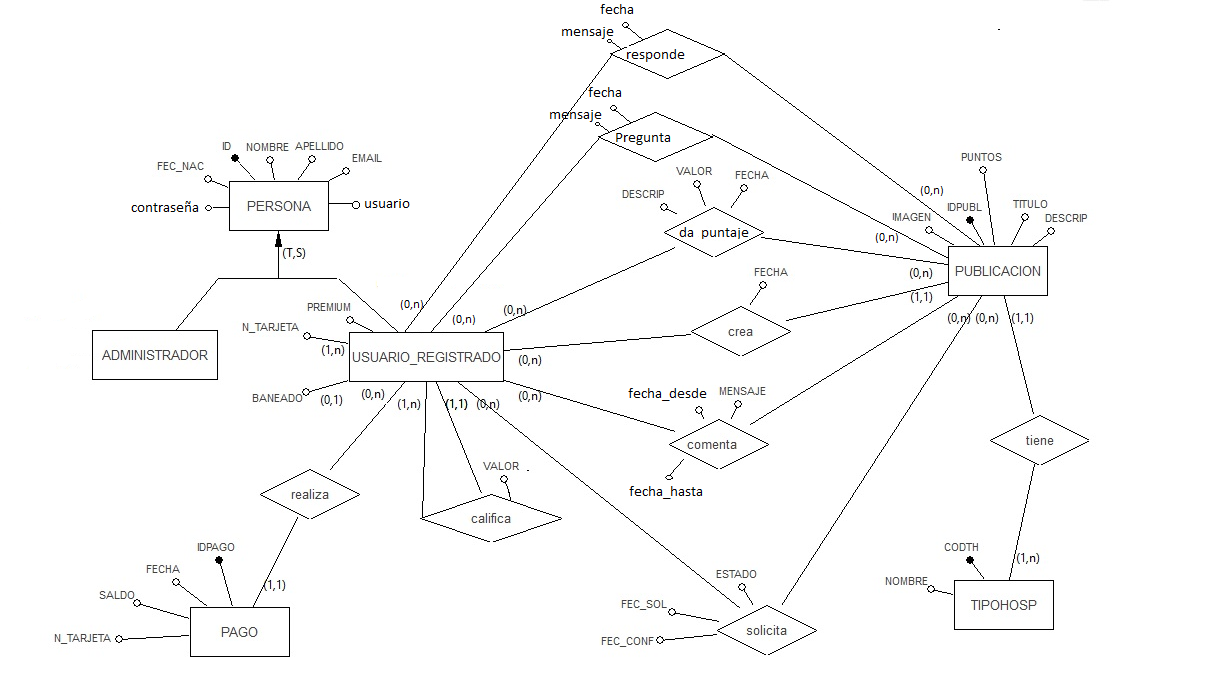 fecha
mensaje
responde
fecha
mensaje
Pregunta
ID
NOMBRE
APELLIDO
EMAIL
FEC_NAC
contraseña
PERSONA
usuario
(T,S)
PUNTOS
VALOR
FECHA
DESCRIP
da puntaje
(0,n)
IDPUBL
TITULO
IMAGEN
DESCRIP
(0,n)
(0,n)
PUBLICACION
(1,1)
FECHA
crea
(0,n)
(0,n)
(0,n)
PREMIUM
N_TARJETA
(1,n)
ADMINISTRADOR
USUARIO_REGISTRADO
(0,n)
BANEADO
(0,1)
(0,n)
(1,n)
(1,1)
(0,n)
(0,n)
(0,n)
(0,n)
(1,1)
fecha_desde
MENSAJE
comenta
fecha_hasta
tiene
VALOR
califica
realiza
IDPAGO
FECHA
SALDO
(1,1)
N_TARJETA
PAGO
ESTADO
FEC_SOL
FEC_CONF
solicita
CODTH
(1,n)
NOMBRE
TIPOHOSP